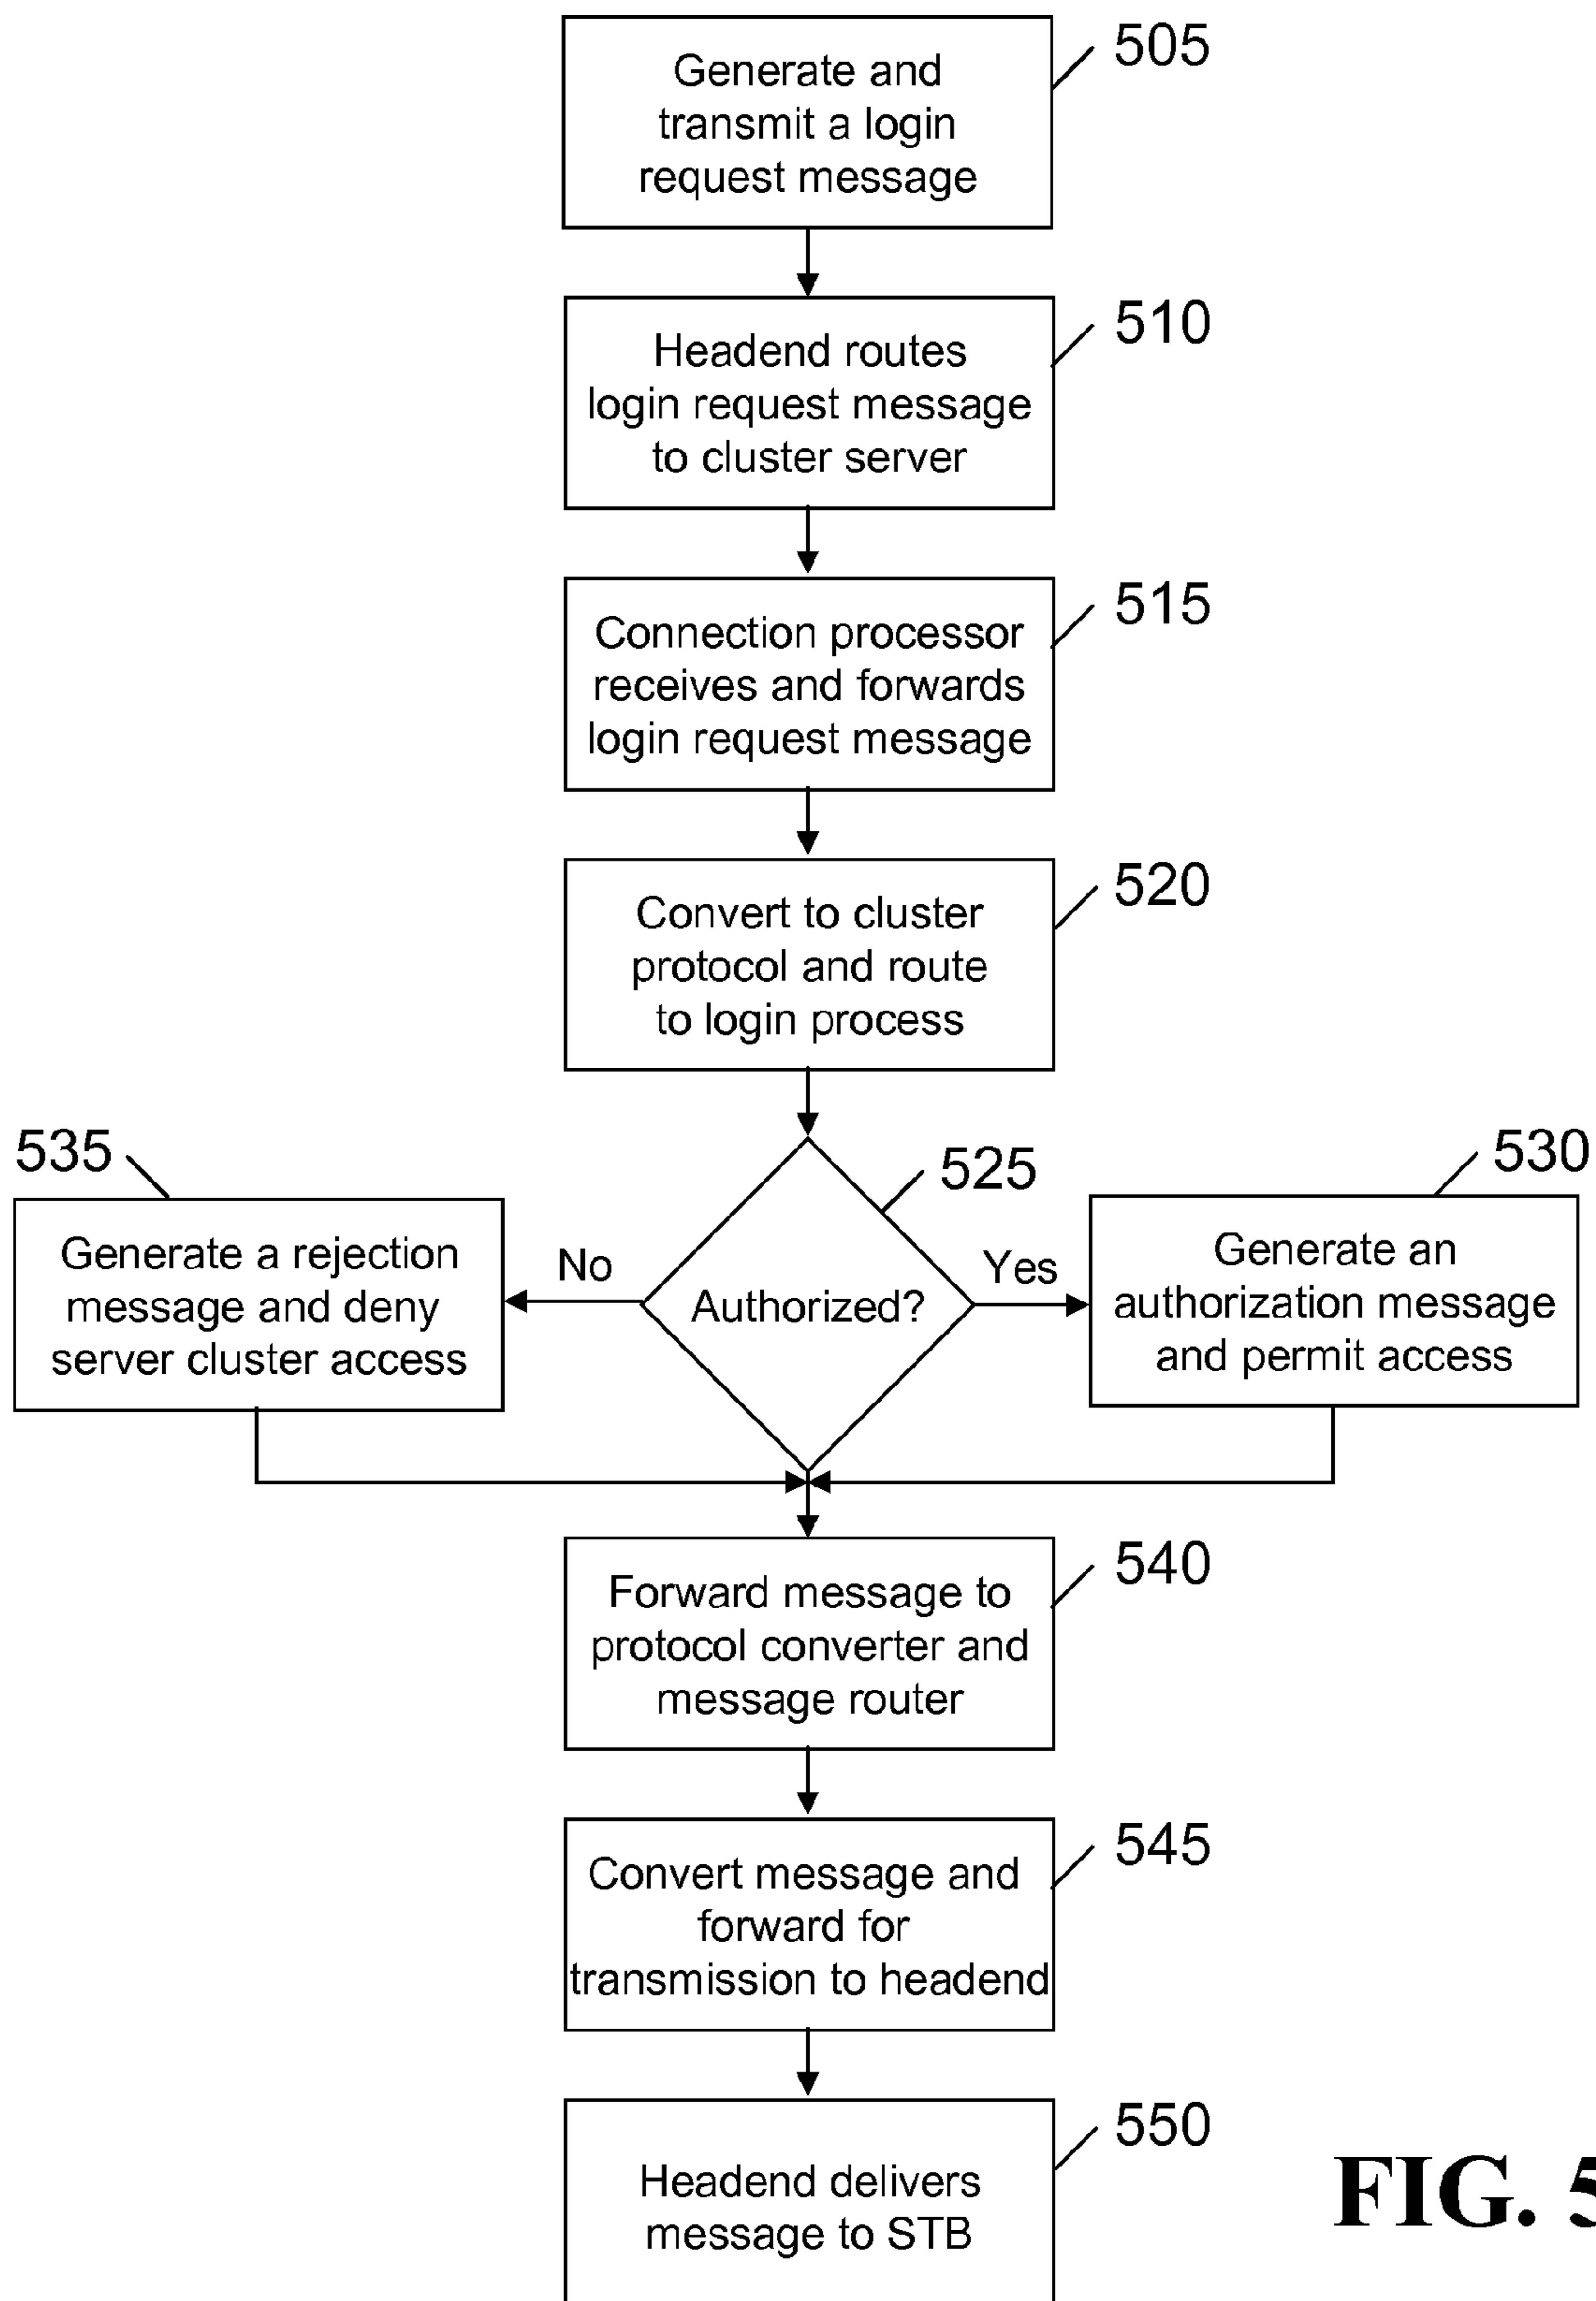 Generate and
transmit a login
request message
505
Headend routes
login request message
to cluster server
510
Connection processor
receives and forwards
login request message
515
Convert to cluster
protocol and route
to login process
520
535
525
530
Generate a rejection
message and deny
server cluster access
No
Authorized?
Yes
Generate an
authorization message
and permit access
Forward message to
protocol converter and
message router
540
Convert message and
forward for
transmission to headend
545
Headend delivers
message to STB
550
FIG. 5